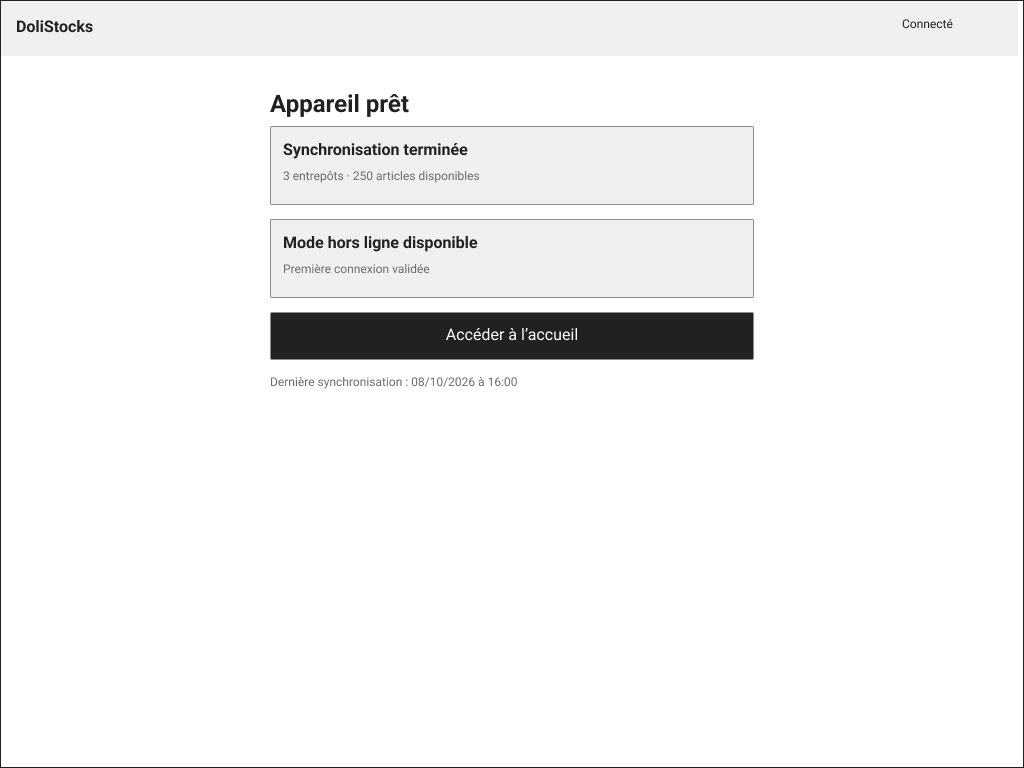 DoliStocks
Connecté
Appareil prêt
Synchronisation terminée
3 entrepôts · 250 articles disponibles
Mode hors ligne disponible
Première connexion validée
Accéder à l’accueil
Dernière synchronisation : 08/10/2026 à 16:00